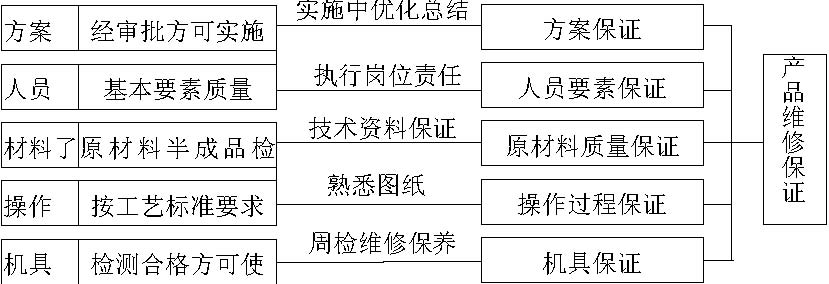 方案 经审批方可实施 实施中优化总结 方案保证
人员 基本要素质量 执行岗位责任 人员要素保证
材料了 原材料半成品检 技术资料保证 原材料质量保证
操作 按工艺标准要求 熟悉图纸 操作过程保证
机具 检测合格方可使 周检维修保养 机具保证
产品维修保证